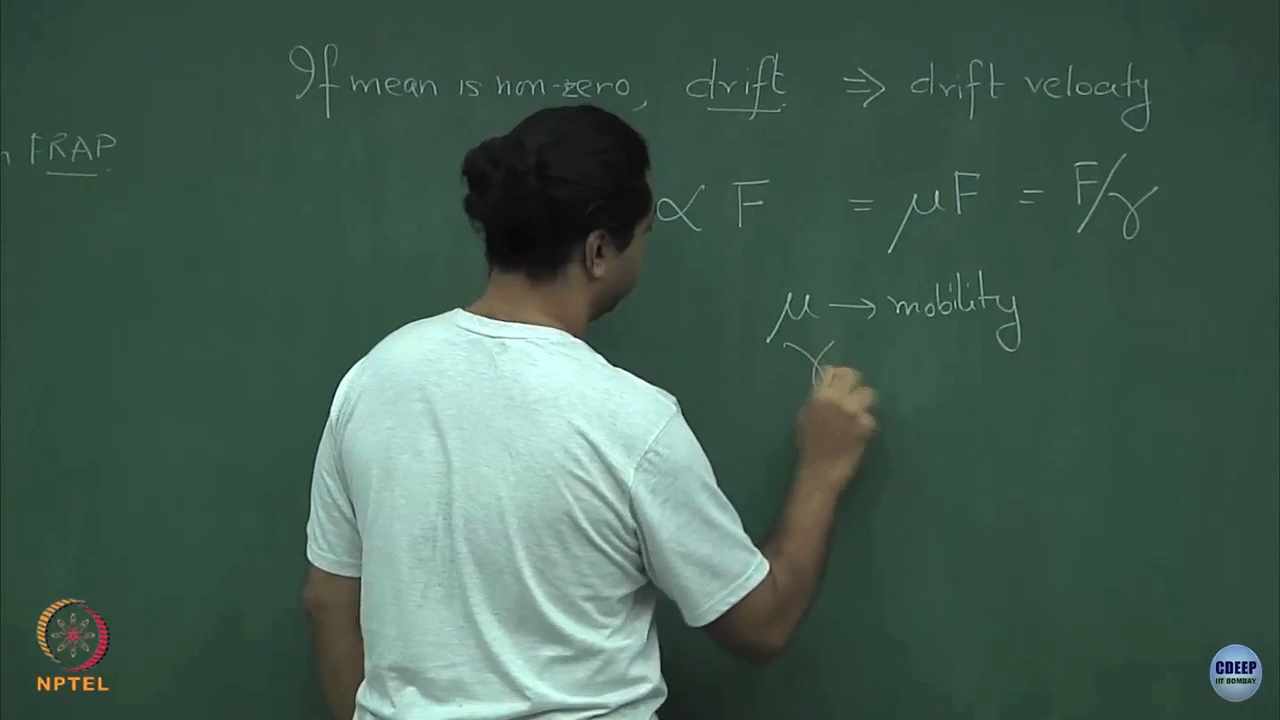 If mean is non-zero, drift ⇒ drift velocity
FRAP
∝ F = μF = F/γ
μ → mobility
γ
NPTEL
CDEEP
IIT BOMBAY